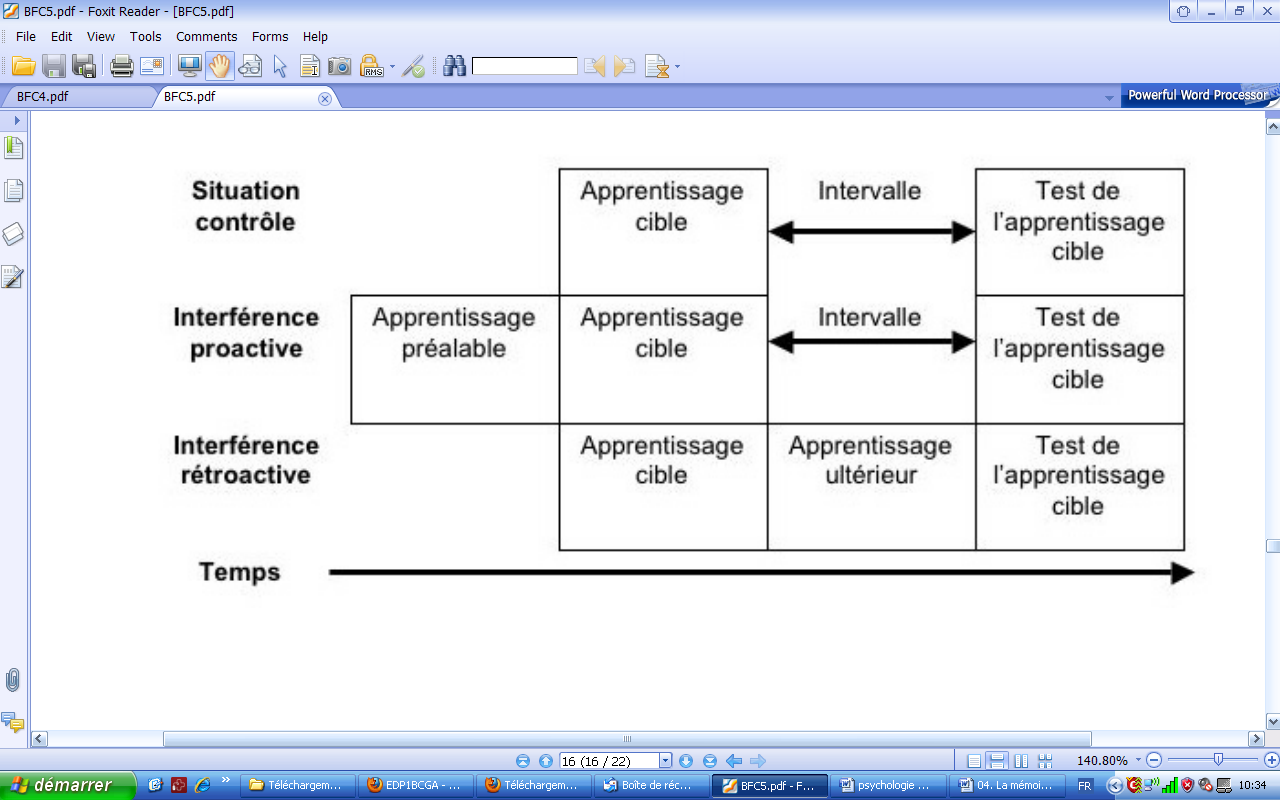 BFC5.pdf - Foxit Reader - [BFC5.pdf]
File Edit View Tools Comments Forms Help
RMS
BFC4.pdf BFC5.pdf Powerful Word Processor
Situation
contrôle
Apprentissage
cible
Intervalle
Test de
l'apprentissage
cible
Interférence
proactive
Apprentissage
préalable
Apprentissage
cible
Intervalle
Test de
l'apprentissage
cible
Interférence
rétroactive
Apprentissage
cible
Apprentissage
ultérieur
Test de
l'apprentissage
cible
Temps
16 (16 / 22) 140.80%
démarrer » Téléchargem... EDP1BCGA - ... Téléchargem... Boîte de réc... BFC5.pdf - F... psychologie ... 04. La mémoi... FR 10:34